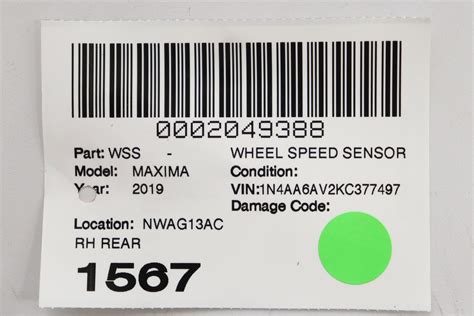 0002049388
Part: WSS - WHEEL SPEED SENSOR
Model: MAXIMA Condition:
Year: 2019 VIN:1N4AA6AV2KC377497
Damage Code:
Location: NWAG13AC
RH REAR
1567